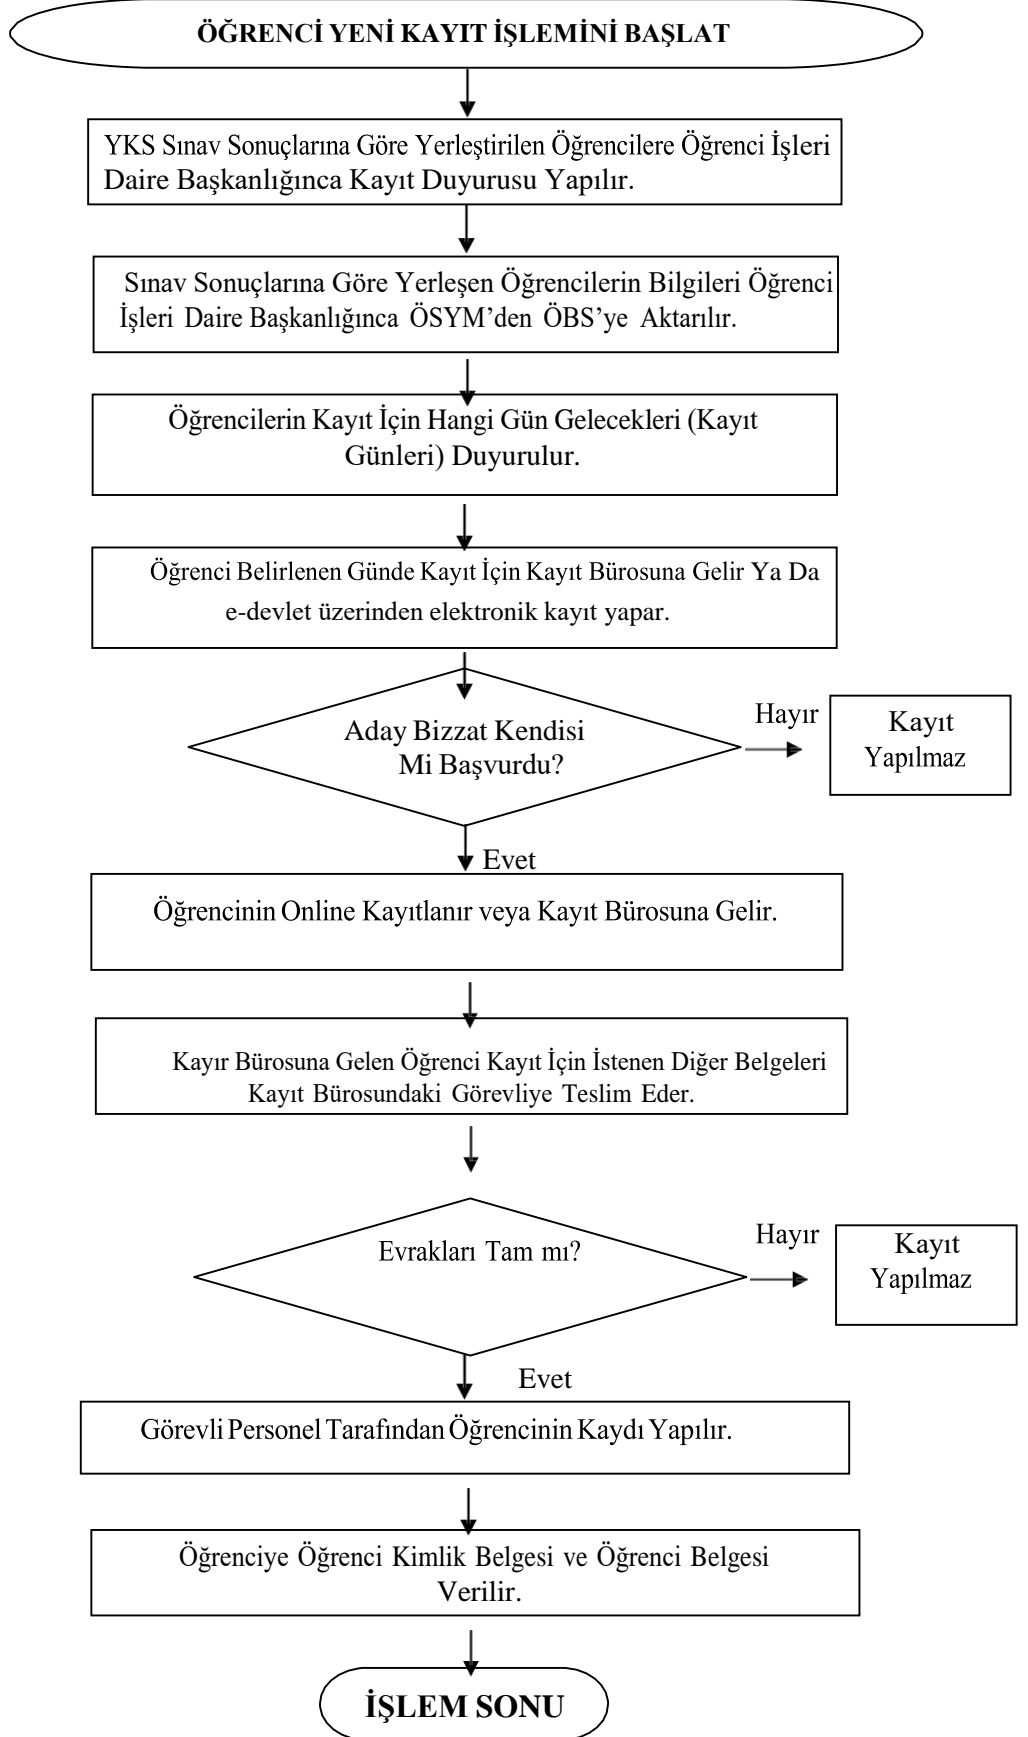 ÖĞRENCİ YENİ KAYIT İŞLEMİNİ BAŞLAT
YKS Sınav Sonuçlarına Göre Yerleştirilen Öğrencilere Öğrenci İşleri
Daire Başkanlığınca Kayıt Duyurusu Yapılır.
Sınav Sonuçlarına Göre Yerleşen Öğrencilerin Bilgileri Öğrenci
İşleri Daire Başkanlığınca ÖSYM’den ÖBS’ye Aktarılır.
Öğrencilerin Kayıt İçin Hangi Gün Gelecekleri (Kayıt
Günleri) Duyurulur.
Öğrenci Belirlenen Günde Kayıt İçin Kayıt Bürosuna Gelir Ya Da
e-devlet üzerinden elektronik kayıt yapar.
Aday Bizzat Kendisi
Mi Başvurdu?
Hayır
Kayıt
Yapılmaz
Evet
Öğrencinin Online Kayıtlanır veya Kayıt Bürosuna Gelir.
Kayır Bürosuna Gelen Öğrenci Kayıt İçin İstenen Diğer Belgeleri
Kayıt Bürosundaki Görevliye Teslim Eder.
Evrakları Tam mı?
Hayır
Kayıt
Yapılmaz
Evet
Görevli Personel Tarafından Öğrencinin Kaydı Yapılır.
Öğrenciye Öğrenci Kimlik Belgesi ve Öğrenci Belgesi
Verilir.
İŞLEM SONU